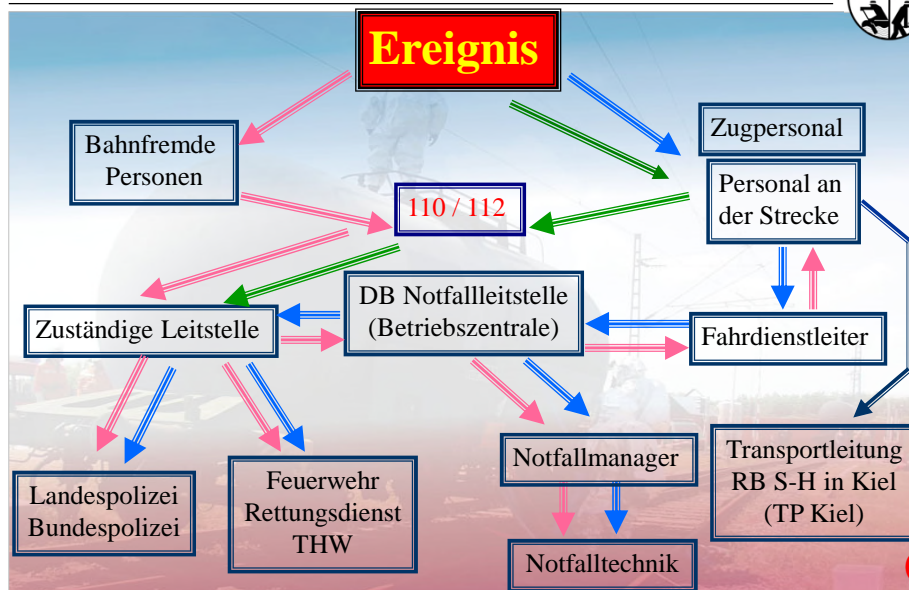 Ereignis
Bahnfremde
Personen
Zugpersonal
Personal an
der Strecke
110 / 112
Zuständige Leitstelle
DB Notfallleitstelle
(Betriebszentrale)
Fahrdienstleiter
Landespolizei
Bundespolizei
Feuerwehr
Rettungsdienst
THW
Notfallmanager
Notfalltechnik
Transportleitung
RB S-H in Kiel
(TP Kiel)